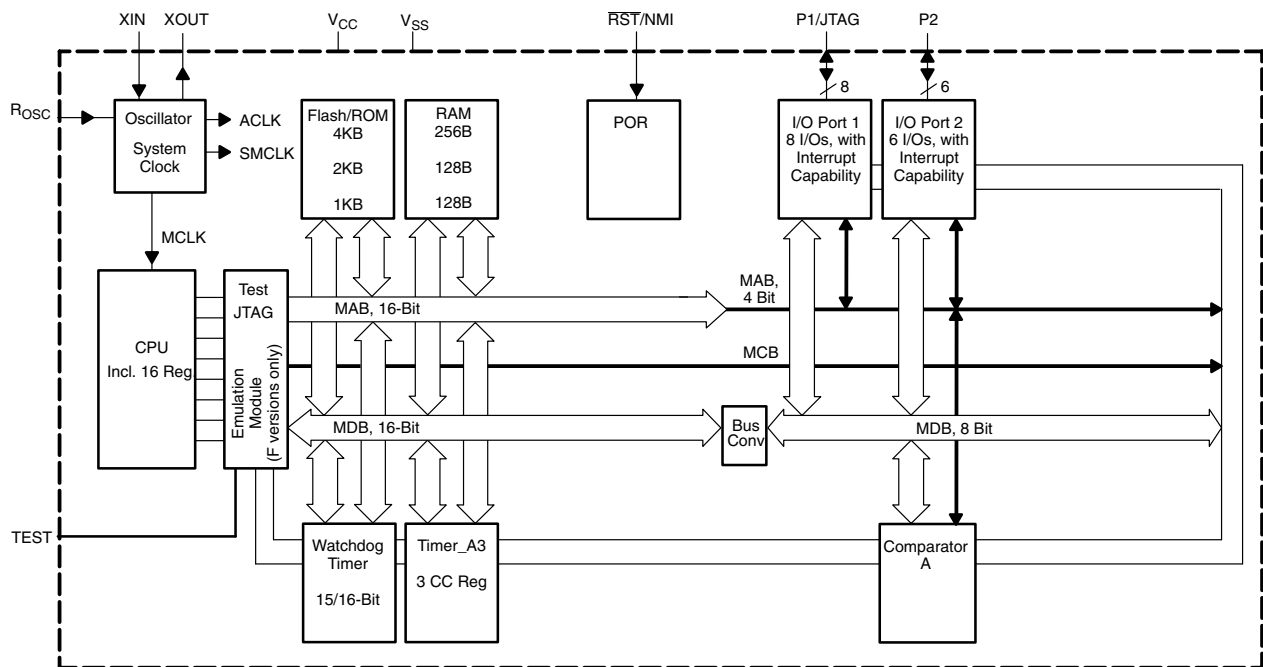 XIN
XOUT
VCC
VSS
RST/NMI
P1/JTAG
P2
8
6
ROSC
Oscillator
System
Clock
ACLK
SMCLK
Flash/ROM
4KB
2KB
1KB
RAM
256B
128B
128B
POR
I/O Port 1
8 I/Os, with
Interrupt
Capability
I/O Port 2
6 I/Os, with
Interrupt
Capability
MCLK
CPU
Incl. 16 Reg.
Test
JTAG
Emulation
Module
(F versions only)
MAB, 16-Bit
MAB,
4 Bit
MCB
MDB, 16-Bit
Bus
Conv
MDB, 8 Bit
TEST
Watchdog
Timer
15/16-Bit
Timer_A3
3 CC Reg
Comparator
A